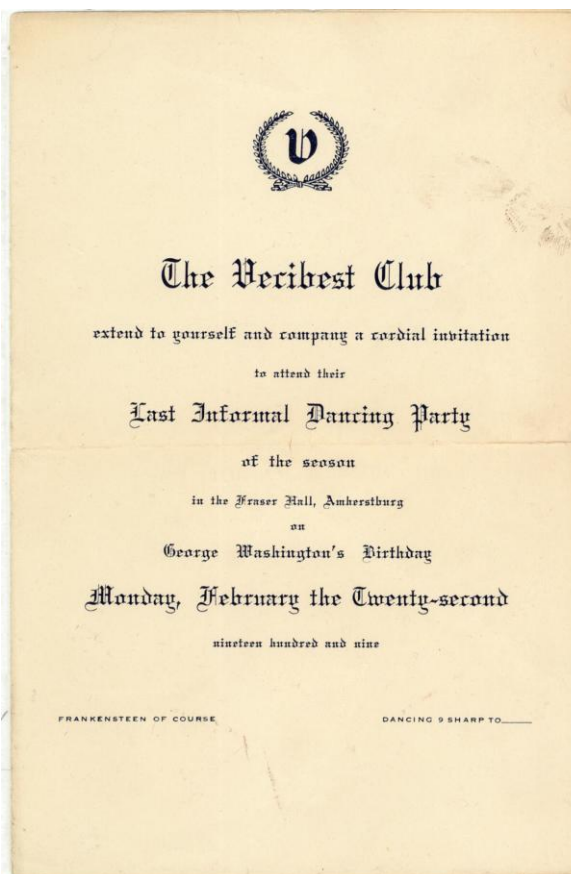 V
The Vecibest Club
extend to yourself and company a cordial invitation
to attend their
Last Informal Dancing Party
of the season
in the Fraser Hall, Amherstburg
on
George Washington's Birthday
Monday, February the Twenty-second
nineteen hundred and nine
FRANKENSTEEN OF COURSE DANCING 9 SHARP TO____